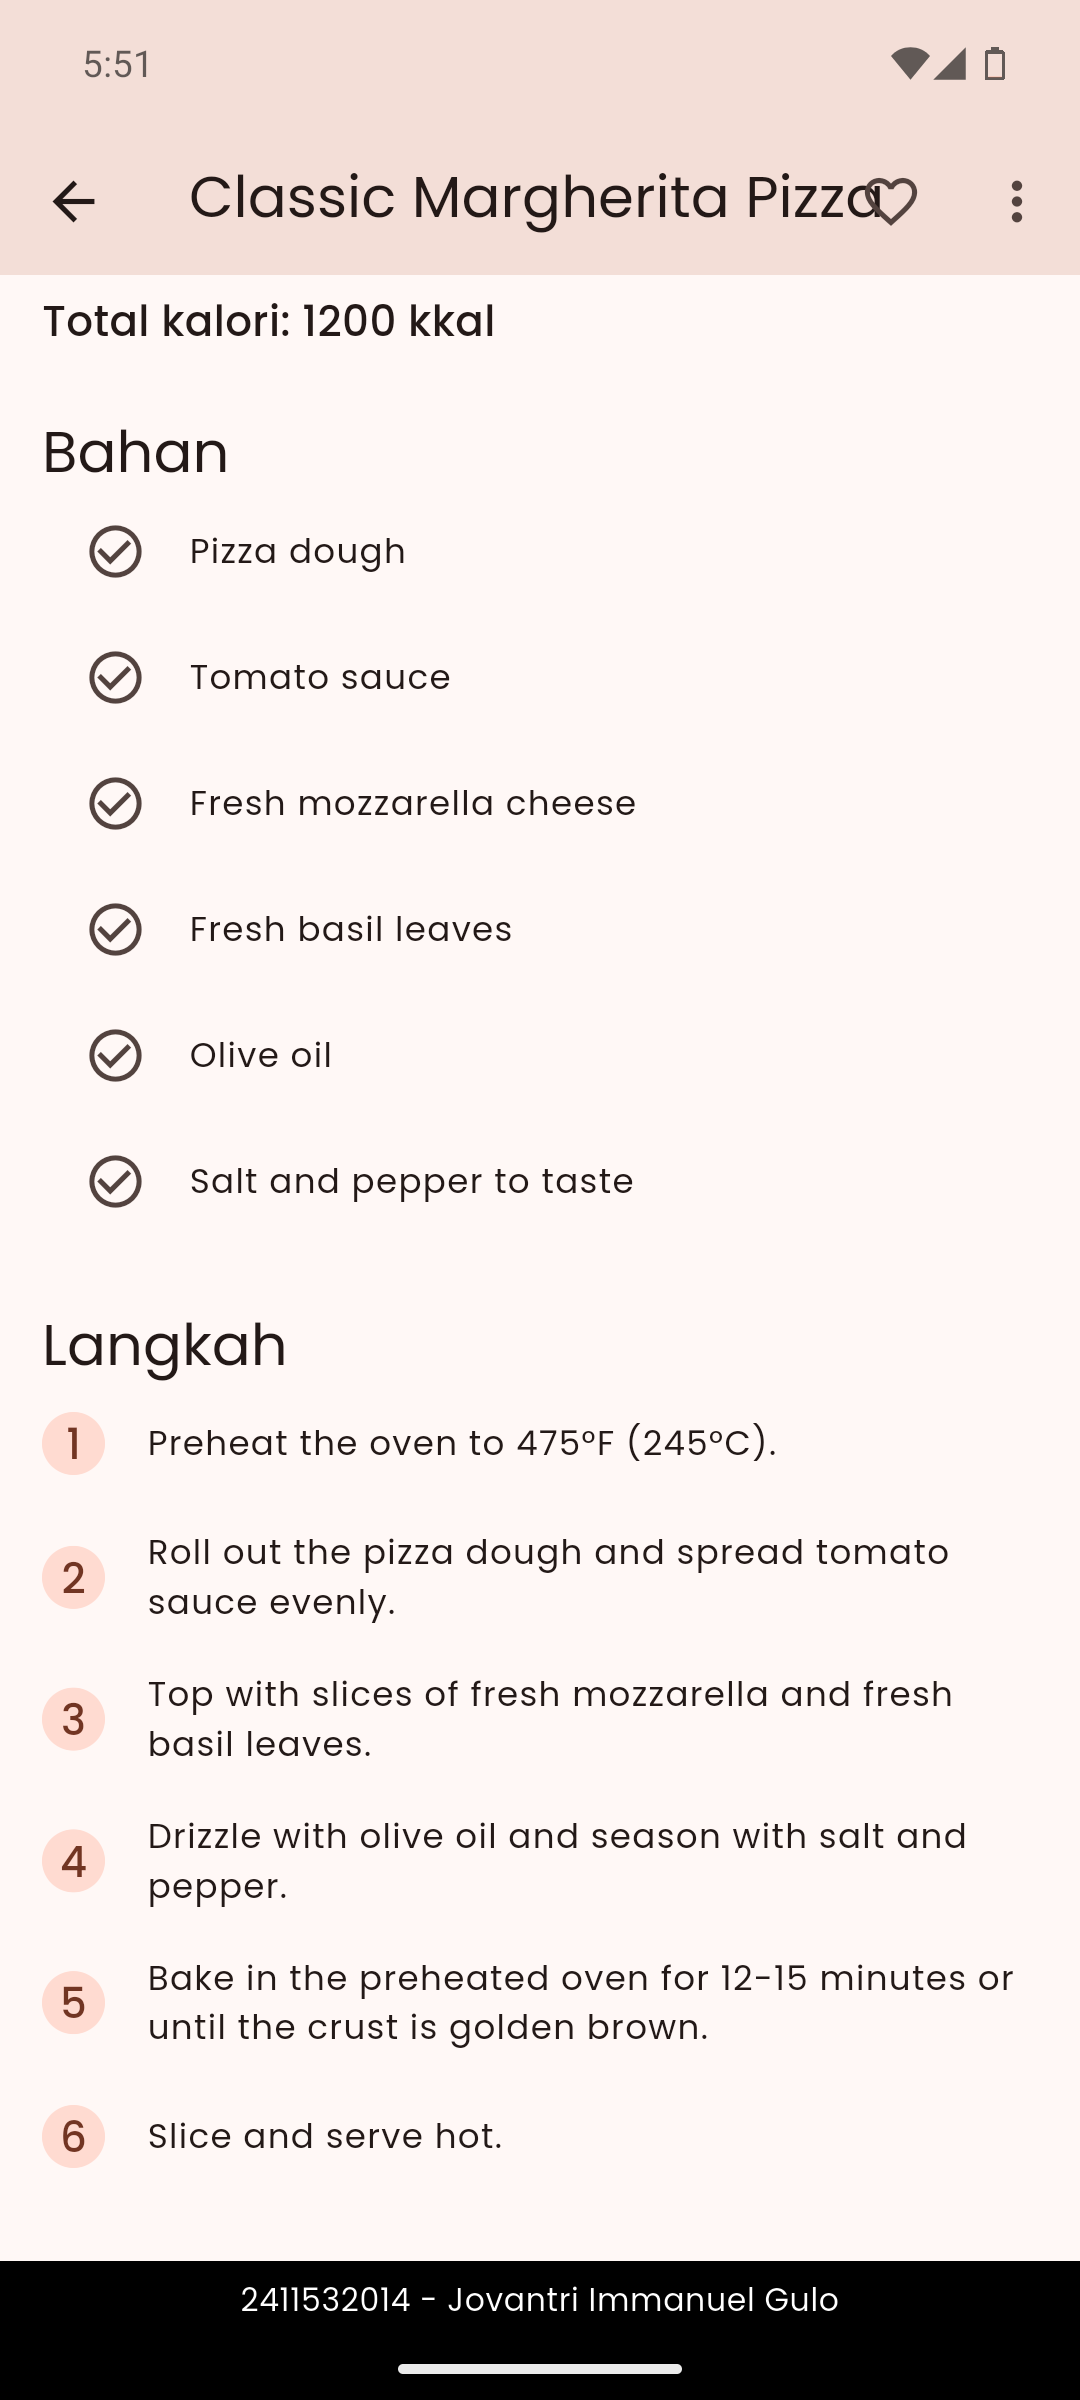 5:51
Classic Margherita Pizza
Total kalori: 1200 kkal
Bahan
Pizza dough
Tomato sauce
Fresh mozzarella cheese
Fresh basil leaves
Olive oil
Salt and pepper to taste
Langkah
1 Preheat the oven to 475°F (245°C).
2 Roll out the pizza dough and spread tomato
sauce evenly.
3 Top with slices of fresh mozzarella and fresh
basil leaves.
4 Drizzle with olive oil and season with salt and
pepper.
5 Bake in the preheated oven for 12-15 minutes or
until the crust is golden brown.
6 Slice and serve hot.
2411532014 - Jovantri Immanuel Gulo